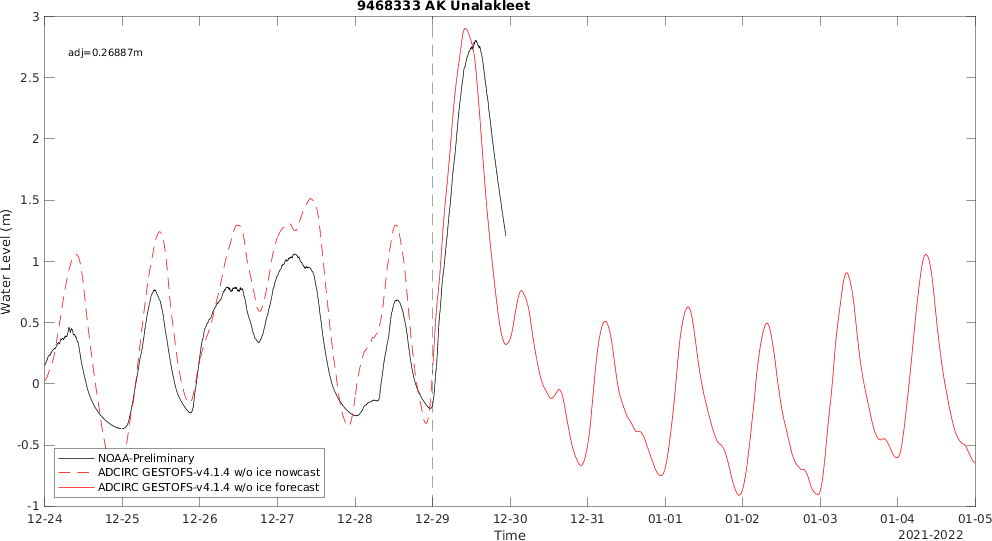 9468333 AK Unalakleet
adj=0.26887m
3
2.5
2
1.5
1
0.5
0
-0.5
-1
Water Level (m)
NOAA-Preliminary
ADCIRC GESTOFS-v4.1.4 w/o ice nowcast
ADCIRC GESTOFS-v4.1.4 w/o ice forecast
12-24 12-25 12-26 12-27 12-28 12-29 12-30 12-31 01-01 01-02 01-03 01-04 01-05
Time
2021-2022